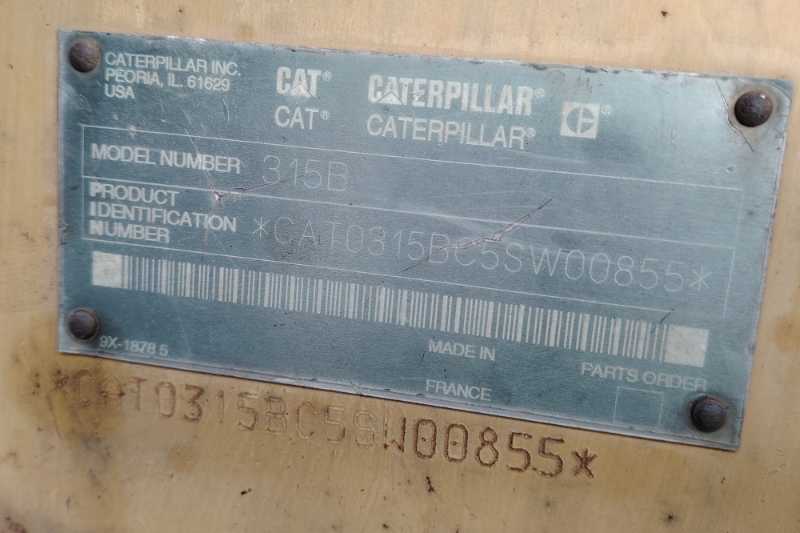 CATERPILLAR INC.
PEORIA, IL. 61629
USA
CAT® CATERPILLAR®
CAT® CATERPILLAR®
MODEL NUMBER 315B
PRODUCT
IDENTIFICATION
NUMBER
*CAT0315BC5SW00855*
9X-1878 5
MADE IN
FRANCE
PARTS ORDER
*CAT0315BC5SW00855*